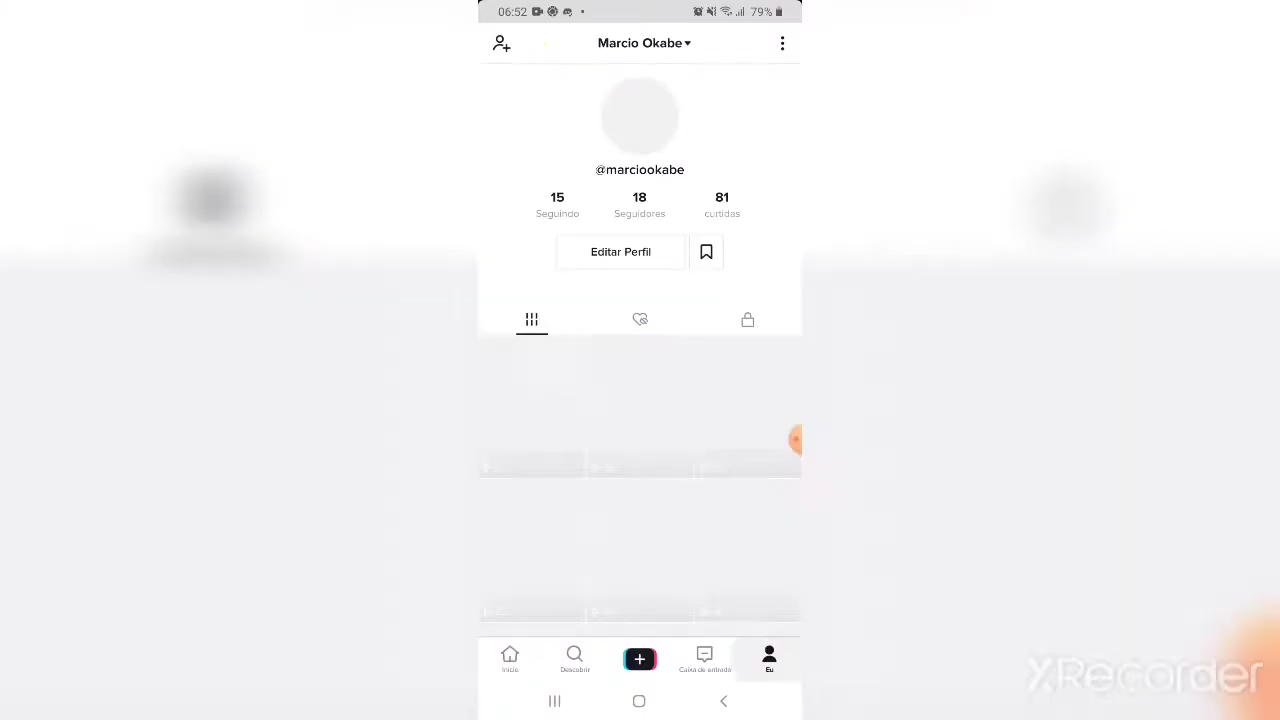 06:52
79%
Marcio Okabe
@marciookabe
15 18 81
Seguindo Seguidores curtidas
Editar Perfil
Início Descobrir Caixa de entrada Eu
XRecorder